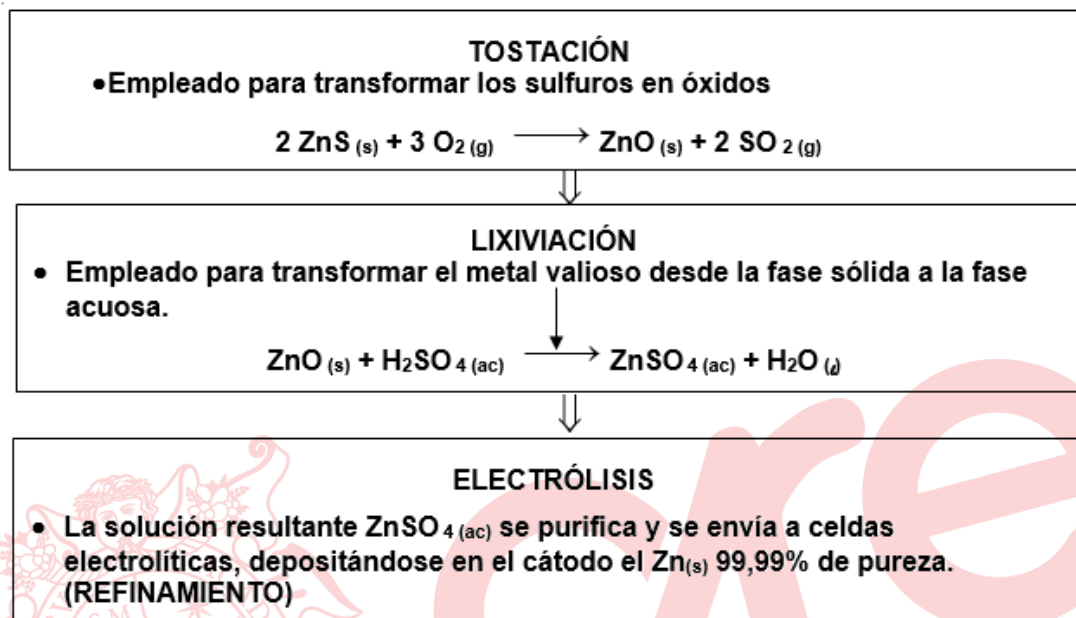 TOSTACIÓN
•Empleado para transformar los sulfuros en óxidos
2 ZnS (s) + 3 O2 (g) ⟶ ZnO (s) + 2 SO 2 (g)
LIXIVIACIÓN
• Empleado para transformar el metal valioso desde la fase sólida a la fase
acuosa.
ZnO (s) + H2SO 4 (ac) ⟶ ZnSO 4 (ac) + H2O (ℓ)
ELECTRÓLISIS
• La solución resultante ZnSO 4 (ac) se purifica y se envía a celdas
electrolíticas, depositándose en el cátodo el Zn(s) 99,99% de pureza.
(REFINAMIENTO)